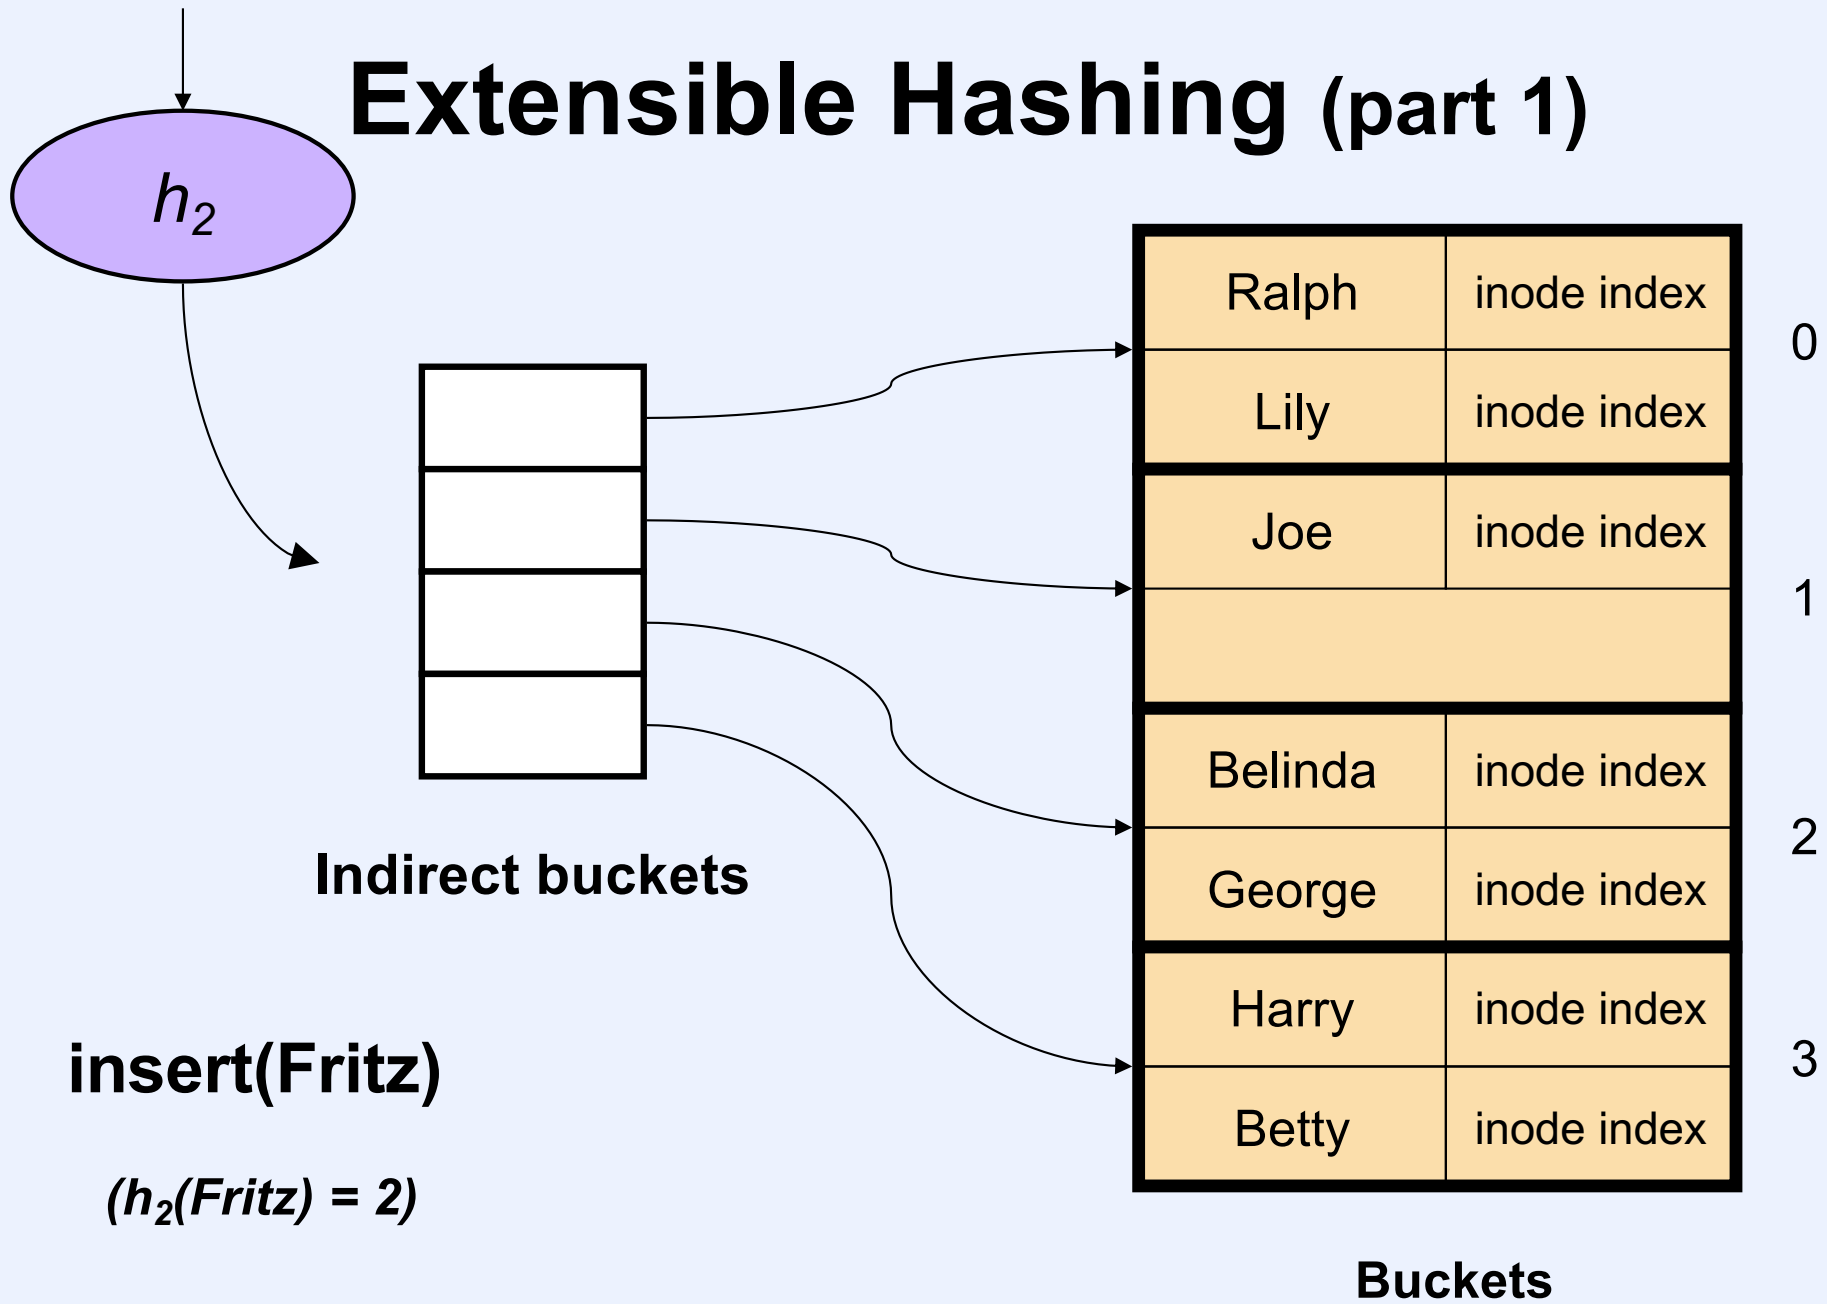 Extensible Hashing (part 1)
h2
Ralph inode index
0
Lily inode index
Joe inode index
1
Belinda inode index
2
George inode index
Harry inode index
3
Betty inode index
Indirect buckets
insert(Fritz)
(h2(Fritz) = 2)
Buckets